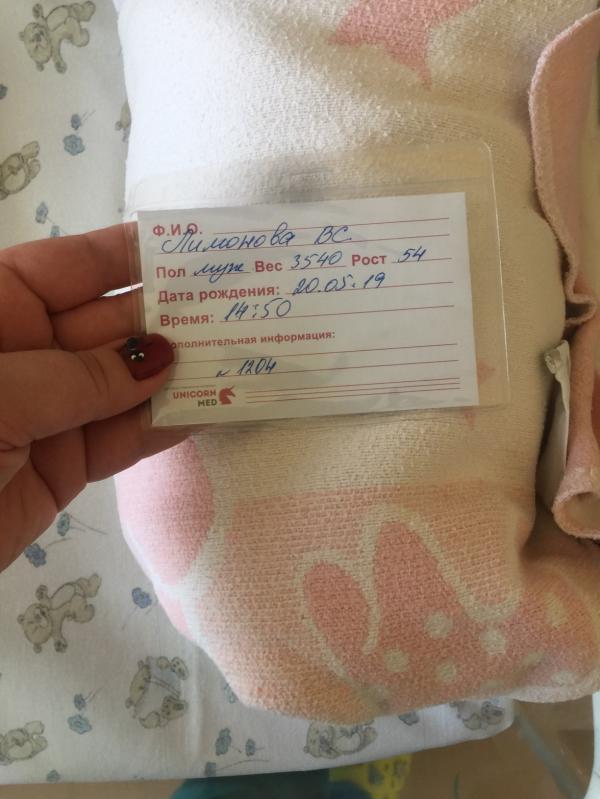 Ф.И.О.
Лимонова ВС
Пол муж Вес 3540 Рост 54
Дата рождения: 20.05.19
Время: 14:50
ополнительная информация:
1204
UNICORN
MED